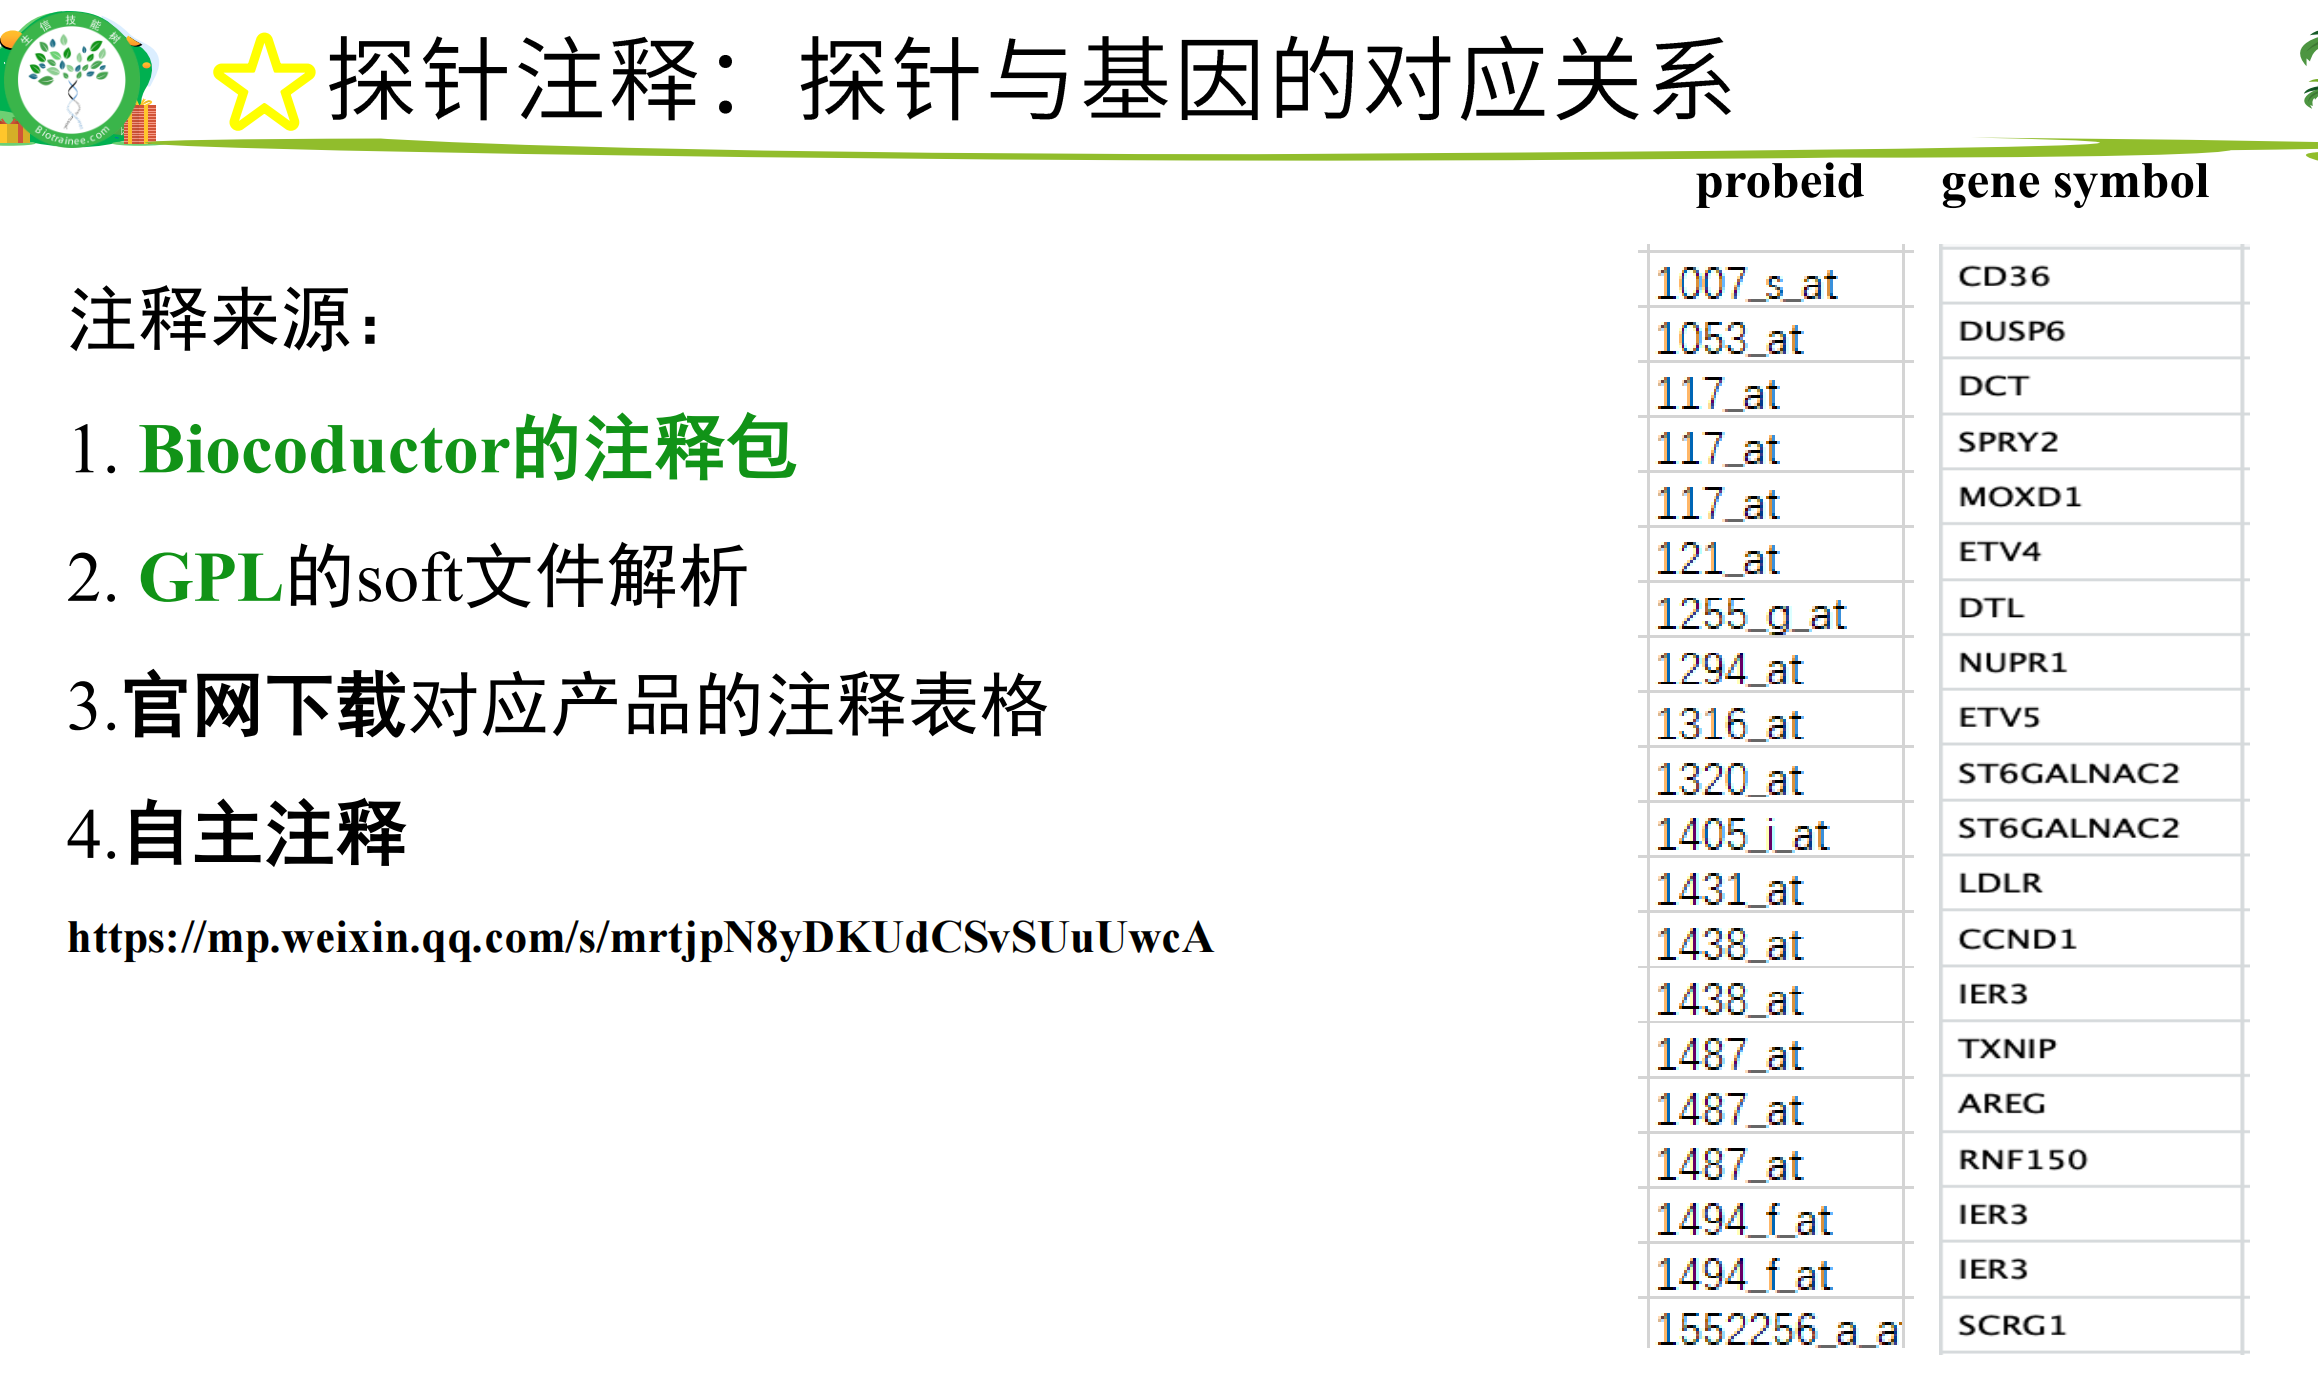 生信技能树
Biotrainee.com
探针注释：探针与基因的对应关系
注释来源：
1. Biocoductor的注释包
2. GPL的soft文件解析
3.官网下载对应产品的注释表格
4.自主注释
https://mp.weixin.qq.com/s/mrtjpN8yDKUdCSvSUuUwcA
probeid gene symbol
1007_s_at CD36
1053_at DUSP6
117_at DCT
117_at SPRY2
117_at MOXD1
121_at ETV4
1255_g_at DTL
1294_at NUPR1
1316_at ETV5
1320_at ST6GALNAC2
1405_i_at ST6GALNAC2
1431_at LDLR
1438_at CCND1
1438_at IER3
1487_at TXNIP
1487_at AREG
1487_at RNF150
1494_f_at IER3
1494_f_at IER3
1552256_a_a SCRG1